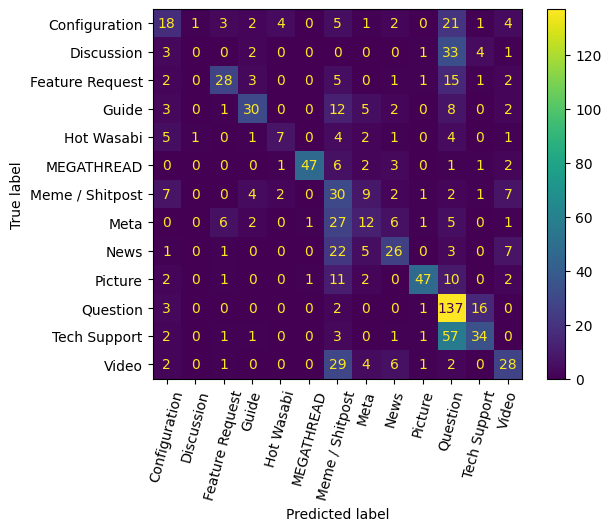 True label
Configuration 18 1 3 2 4 0 5 1 2 0 21 1 4
Discussion 3 0 0 2 0 0 0 0 0 1 33 4 1
Feature Request 2 0 28 3 0 0 5 0 1 1 15 1 2
Guide 3 0 1 30 0 0 12 5 2 0 8 0 2
Hot Wasabi 5 1 0 1 7 0 4 2 1 0 4 0 1
MEGATHREAD 0 0 0 0 1 47 6 2 3 0 1 1 2
Meme / Shitpost 7 0 0 4 2 0 30 9 2 1 2 1 7
Meta 0 0 6 2 0 1 27 12 6 1 5 0 1
News 1 0 1 0 0 0 22 5 26 0 3 0 7
Picture 2 0 1 0 0 1 11 2 0 47 10 0 2
Question 3 0 0 0 0 0 2 0 0 1 137 16 0
Tech Support 2 0 1 1 0 0 3 0 1 1 57 34 0
Video 2 0 1 0 0 0 29 4 6 1 2 0 28
Configuration
Discussion
Feature Request
Guide
Hot Wasabi
MEGATHREAD
Meme / Shitpost
Meta
News
Picture
Question
Tech Support
Video
Predicted label
120
100
80
60
40
20
0